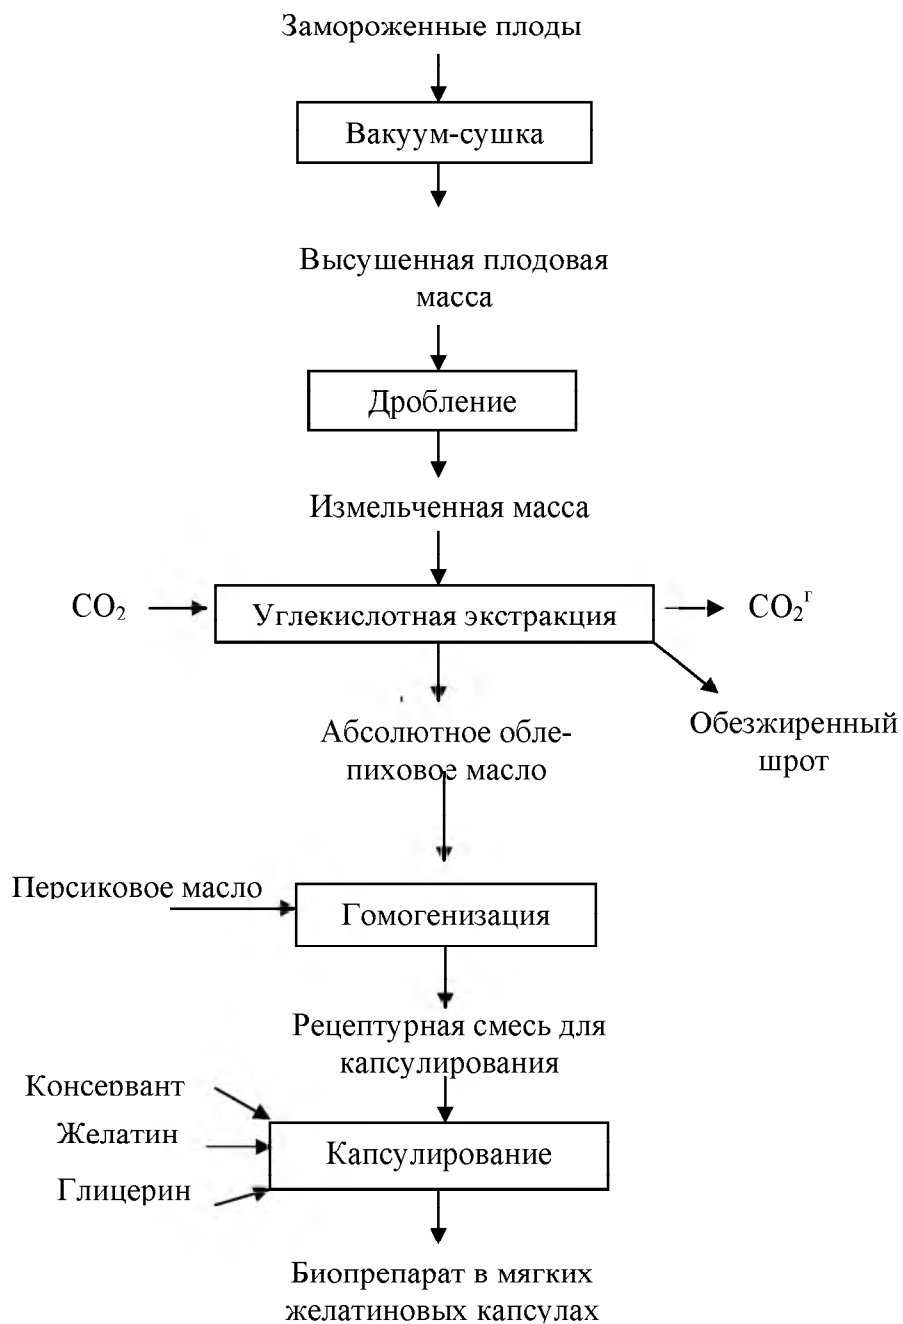 Замороженные плоды
Вакуум-сушка
Высушенная плодовая
масса
Дробление
Измельченная масса
CO₂
Углекислотная экстракция
CO₂ᵍ
Абсолютное обле-
пиховое масло
Обезжиренный
шрот
Персиковое масло
Гомогенизация
Рецептурная смесь для
капсулирования
Консервант
Желатин
Глицерин
Капсулирование
Биопрепарат в мягких
желатиновых капсулах